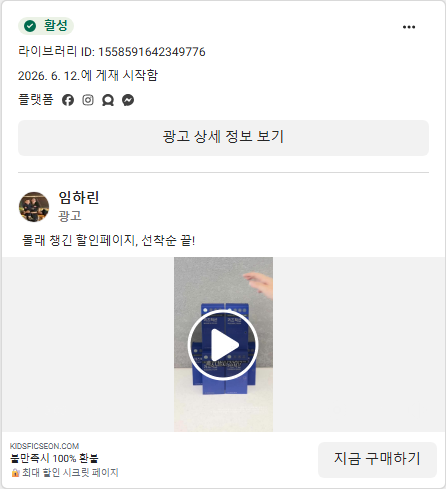 활성
라이브러리 ID: 1558591642349776
2026. 6. 12.에 게재 시작함
플랫폼
광고 상세 정보 보기
임하린
광고
몰래 챙긴 할인페이지, 선착순 끝!
KIDSFICSEON.COM
불만족시 100% 환불
최대 할인 시크릿 페이지
지금 구매하기